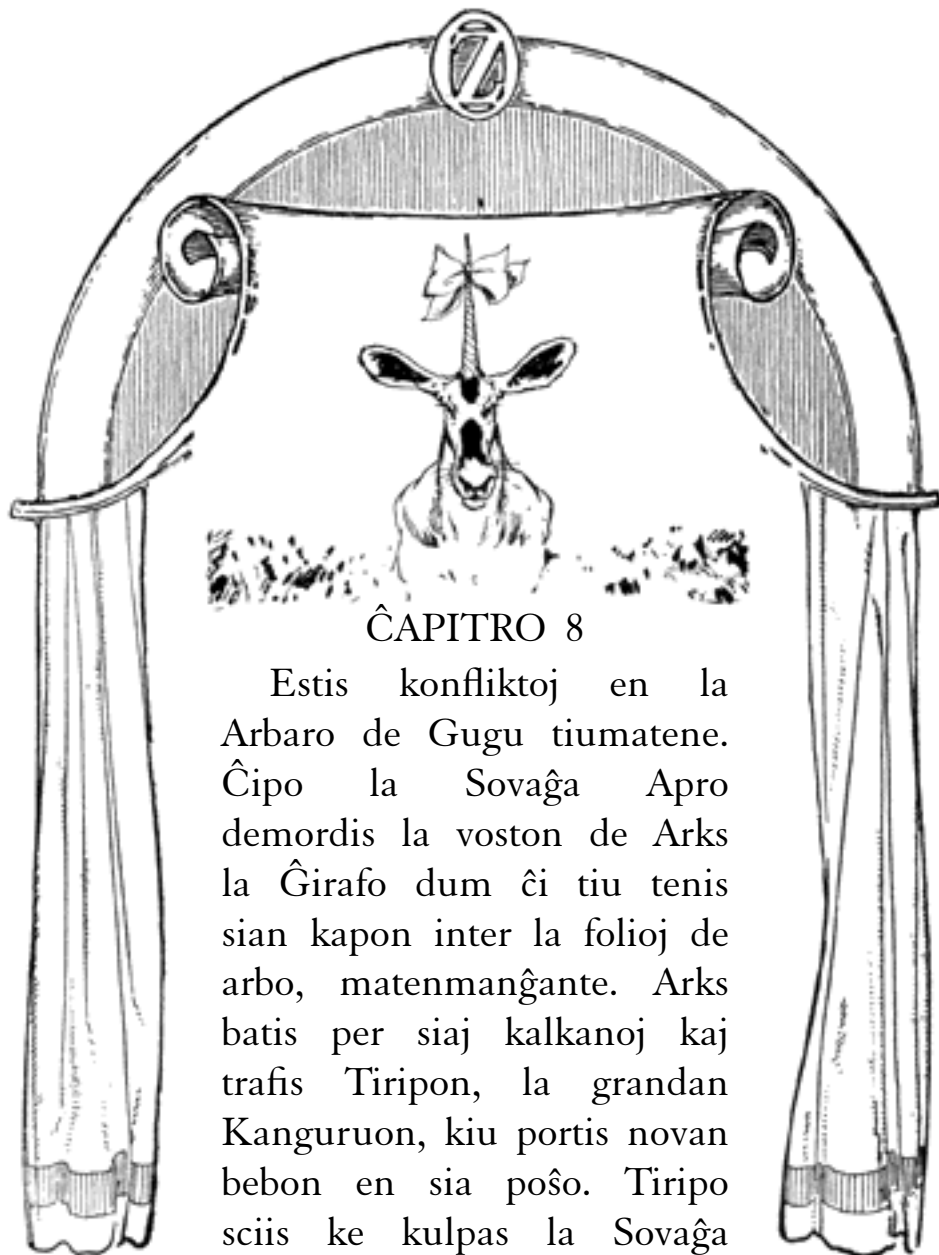 OZ
ĈAPITRO 8
Estis konfliktoj en la
Arbaro de Gugu tiumatene.
Ĉipo la Sovaĝa Apro
demordis la voston de Arks
la Ĝirafo dum ĉi tiu tenis
sian kapon inter la folioj de
arbo, matenmanĝante. Arks
batis per siaj kalkanoj kaj
trafis Tiripon, la grandan
Kanguruon, kiu portis novan
bebon en sia poŝo. Tiripo
sciis ke kulpas la Sovaĝa